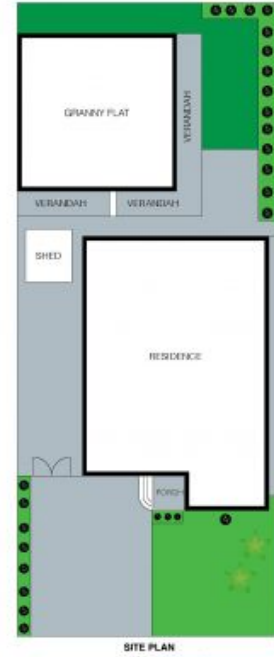 GRANNY FLAT
VERANDAH
VERANDAH
VERANDAH
SHED
RESIDENCE
PORCH
SITE PLAN